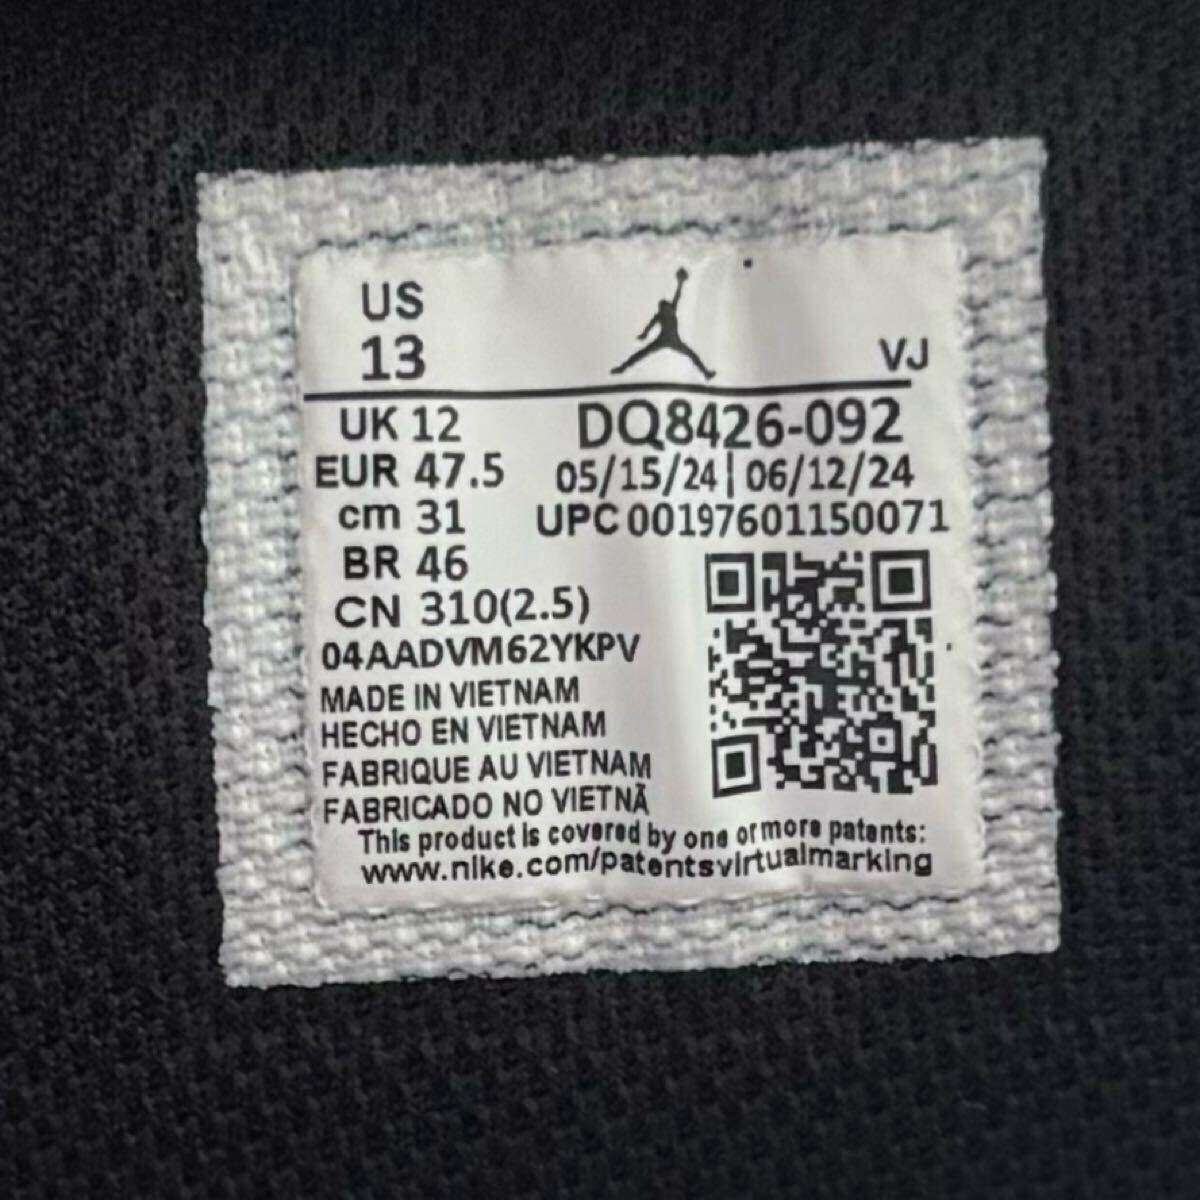 US
13
VJ
UK 12
DQ8426-092
EUR 47.5
05/15/24 | 06/12/24
cm 31
UPC 00197601150071
BR 46
CN 310(2.5)
04AADVM62YKPV
MADE IN VIETNAM
HECHO EN VIETNAM
FABRIQUE AU VIETNAM
FABRICADO NO VIETNÃ
This product is covered by one or more patents:
www.nike.com/patentsvirtualmarking